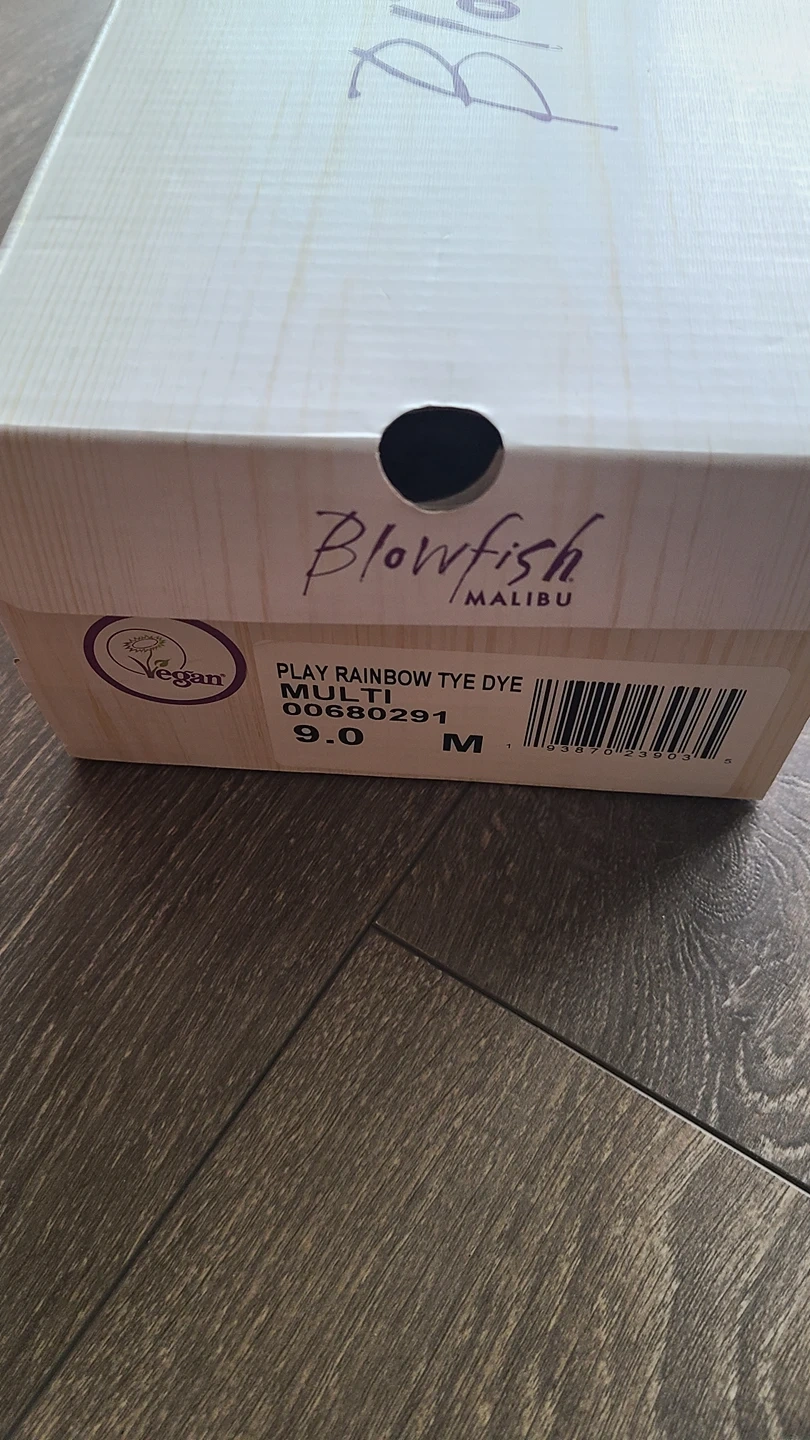 Blowfish
MALIBU
Vegan
PLAY RAINBOW TYE DYE
MULTI
00680291
9.0 M
1 93870 23903 5